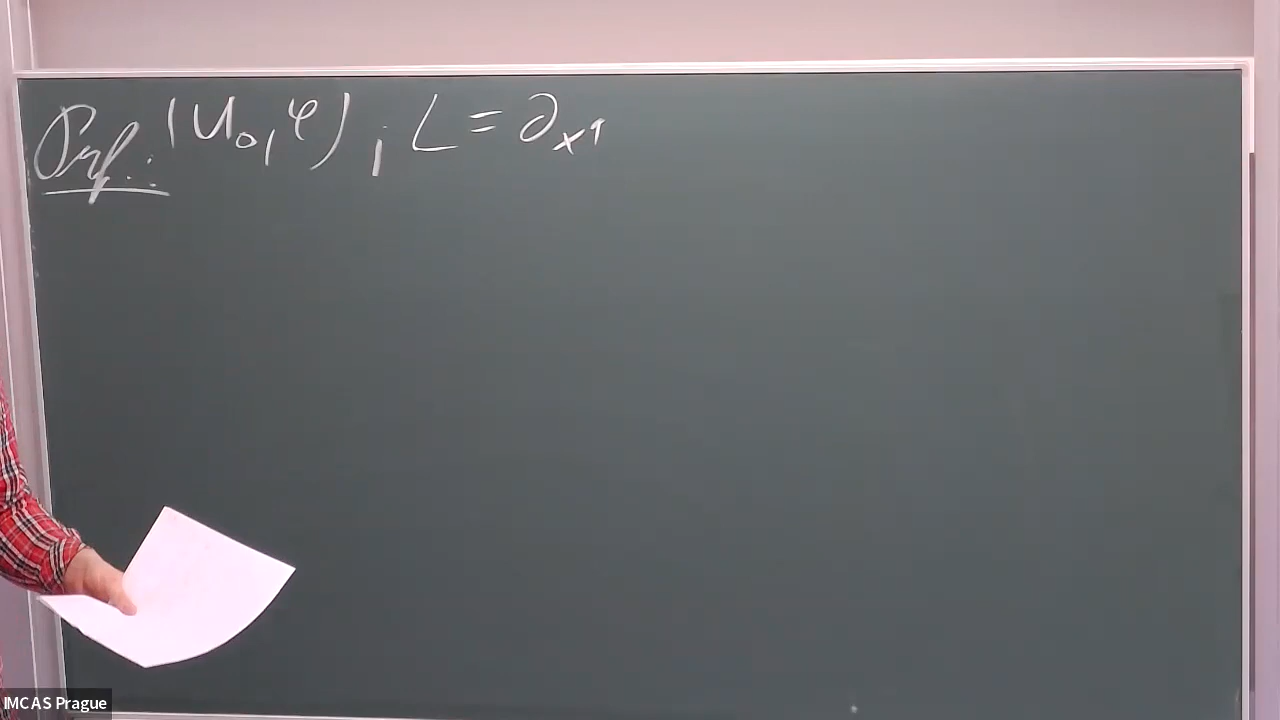 Prf.: (U₀, φ), L = ∂ₓ₁
IMCAS Prague